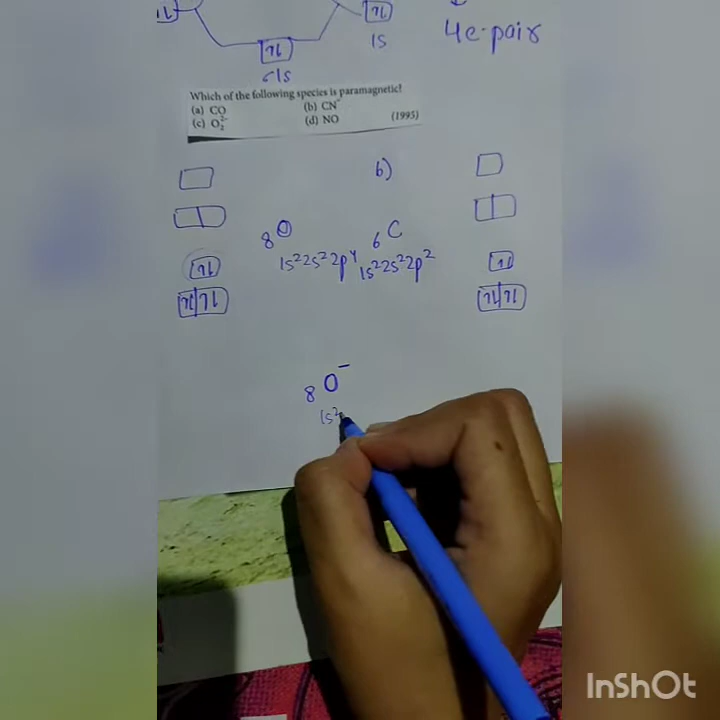 1s
4e⁻pair
Which of the following species is paramagnetic?
(a) CO (b) CN⁻
(c) O₂²⁻ (d) NO (1995)
b)
₈O ₆C
1s²2s²2p⁴ 1s²2s²2p²
₈O⁻
1s²
InShOt